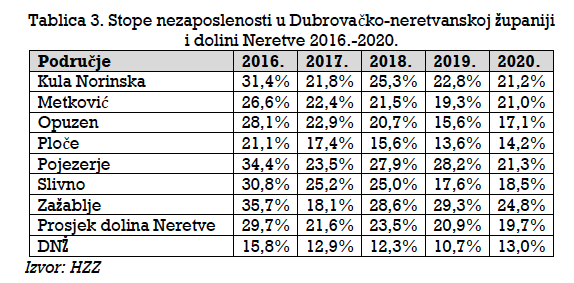 Tablica 3. Stope nezaposlenosti u Dubrovačko-neretvanskoj županiji
i dolini Neretve 2016.-2020.
Područje 2016. 2017. 2018. 2019. 2020.
Kula Norinska 31,4% 21,8% 25,3% 22,8% 21,2%
Metković 26,6% 22,4% 21,5% 19,3% 21,0%
Opuzen 28,1% 22,9% 20,7% 15,6% 17,1%
Ploče 21,1% 17,4% 15,6% 13,6% 14,2%
Pojezerje 34,4% 23,5% 27,9% 28,2% 21,3%
Slivno 30,8% 25,2% 25,0% 17,6% 18,5%
Zažablje 35,7% 18,1% 28,6% 29,3% 24,8%
Prosjek dolina Neretve 29,7% 21,6% 23,5% 20,9% 19,7%
DNŽ 15,8% 12,9% 12,3% 10,7% 13,0%
Izvor: HZZ